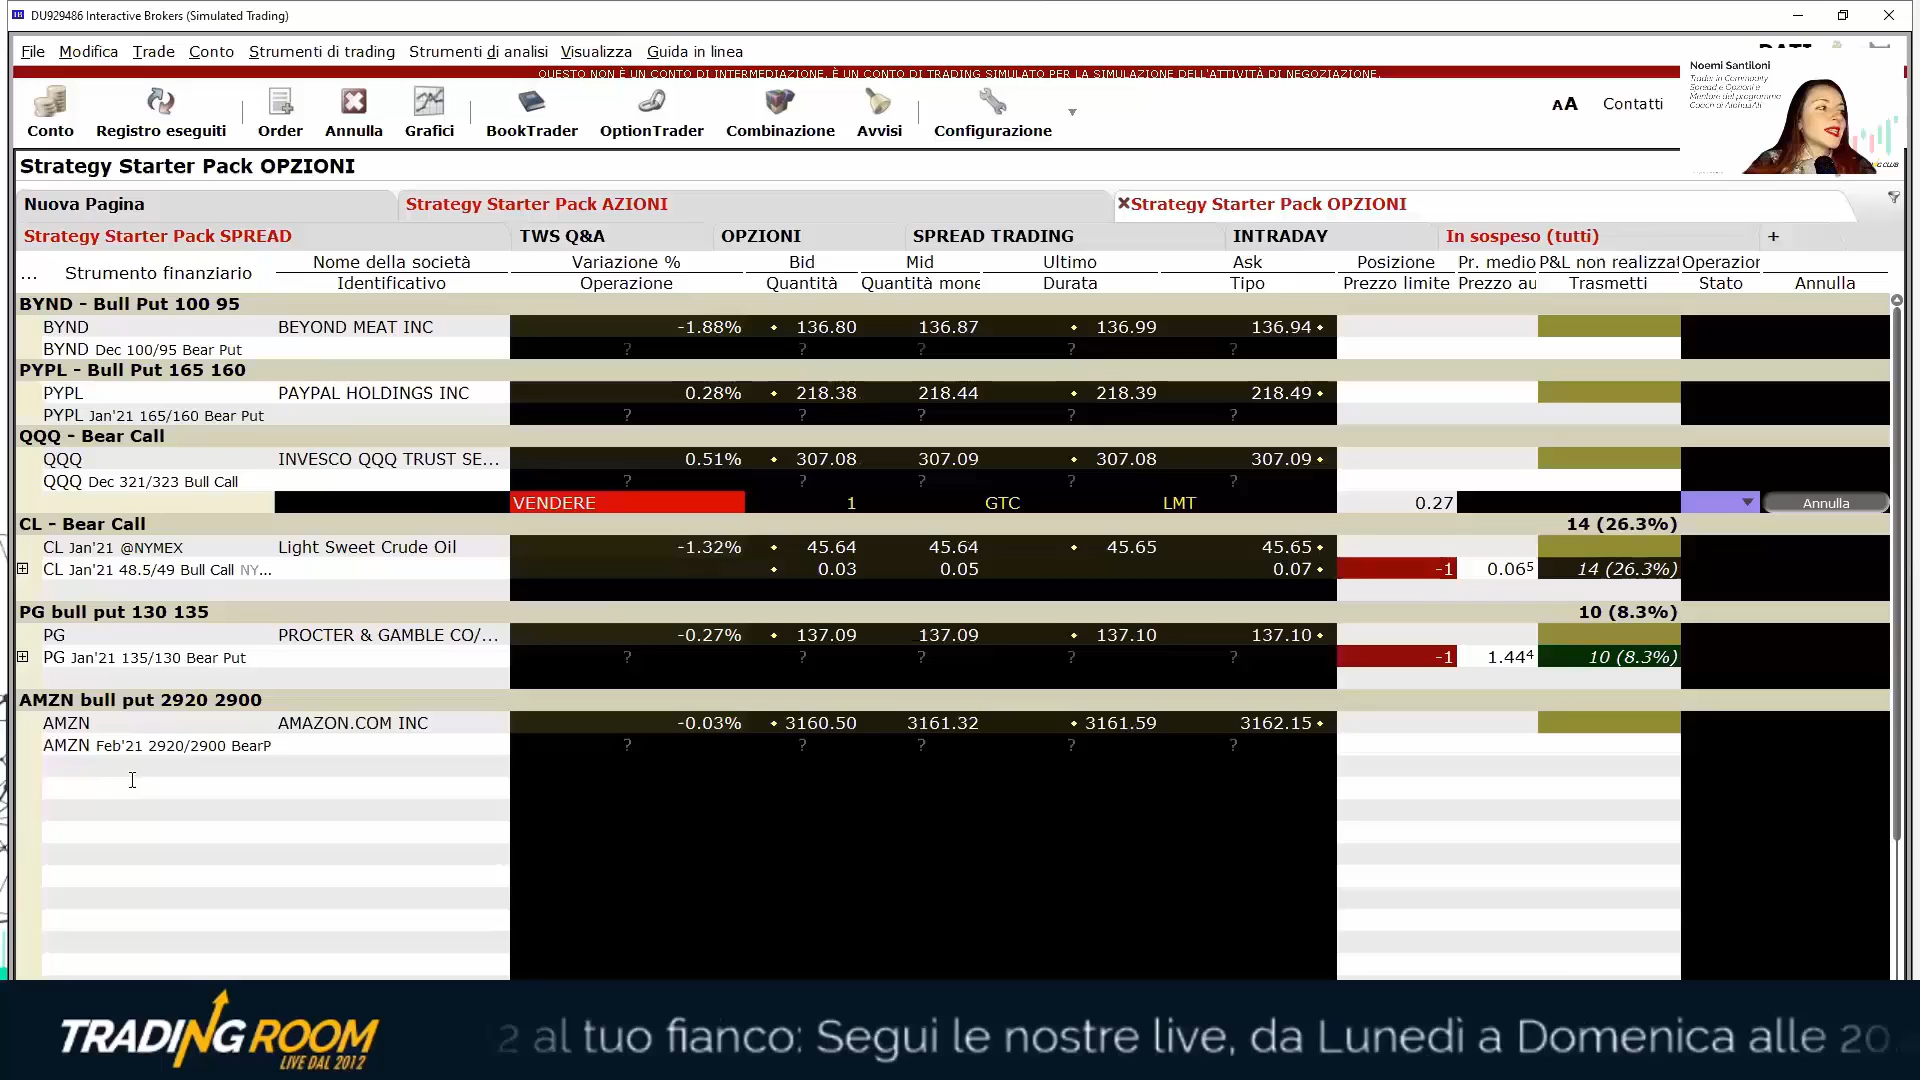 DU929486 Interactive Brokers (Simulated Trading)
File Modifica Trade Conto Strumenti di trading Strumenti di analisi Visualizza Guida in linea
QUESTO NON È UN CONTO DI INTERMEDIAZIONE. È UN CONTO DI TRADING SIMULATO PER LA SIMULAZIONE DELL'ATTIVITÀ DI NEGOZIAZIONE.
Noemi Santiloni
Trader in Commodity
Spread e Opzioni e
Mentore del programma
Conto Registro eseguiti Order Annulla Grafici BookTrader OptionTrader Combinazione Avvisi Configurazione
AA Contatti
Strategy Starter Pack OPZIONI
Nuova Pagina Strategy Starter Pack AZIONI Strategy Starter Pack OPZIONI
Strategy Starter Pack SPREAD TWS Q&A OPZIONI SPREAD TRADING INTRADAY In sospeso (tutti) +
... Strumento finanziario Nome della società Variazione % Bid Mid Ultimo Ask Posizione Pr. medio P&L non realizzat Operazior
Identificativo Operazione Quantità Quantità mone Durata Tipo Prezzo limite Prezzo au Trasmetti Stato Annulla
BYND - Bull Put 100 95
BYND BEYOND MEAT INC -1.88% 136.80 136.87 136.99 136.94
BYND Dec 100/95 Bear Put ? ? ? ? ?
PYPL - Bull Put 165 160
PYPL PAYPAL HOLDINGS INC 0.28% 218.38 218.44 218.39 218.49
PYPL Jan'21 165/160 Bear Put ? ? ? ? ?
QQQ - Bear Call
QQQ INVESCO QQQ TRUST SE... 0.51% 307.08 307.09 307.08 307.09
QQQ Dec 321/323 Bull Call ? ? ? ? ?
VENDERE 1 GTC LMT 0.27 Annulla
CL - Bear Call 14 (26.3%)
CL Jan'21 @NYMEX Light Sweet Crude Oil -1.32% 45.64 45.64 45.65 45.65
CL Jan'21 48.5/49 Bull Call NY... 0.03 0.05 0.07 -1 0.06⁵ 14 (26.3%)
PG bull put 130 135 10 (8.3%)
PG PROCTER & GAMBLE CO/... -0.27% 137.09 137.09 137.10 137.10
PG Jan'21 135/130 Bear Put ? ? ? ? ? -1 1.44⁴ 10 (8.3%)
AMZN bull put 2920 2900
AMZN AMAZON.COM INC -0.03% 3160.50 3161.32 3161.59 3162.15
AMZN Feb'21 2920/2900 BearP ? ? ? ? ?
TRADING ROOM
LIVE DAL 2012
2 al tuo fianco: Segui le nostre live, da Lunedì a Domenica alle 20.